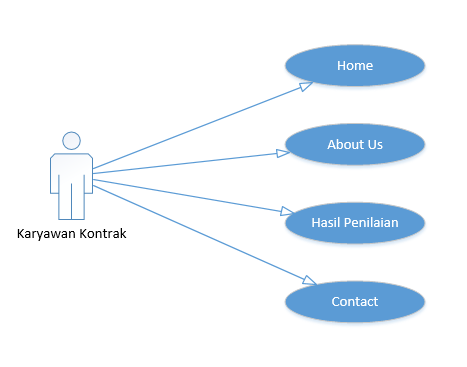 Home
About Us
Hasil Penilaian
Karyawan Kontrak
Contact